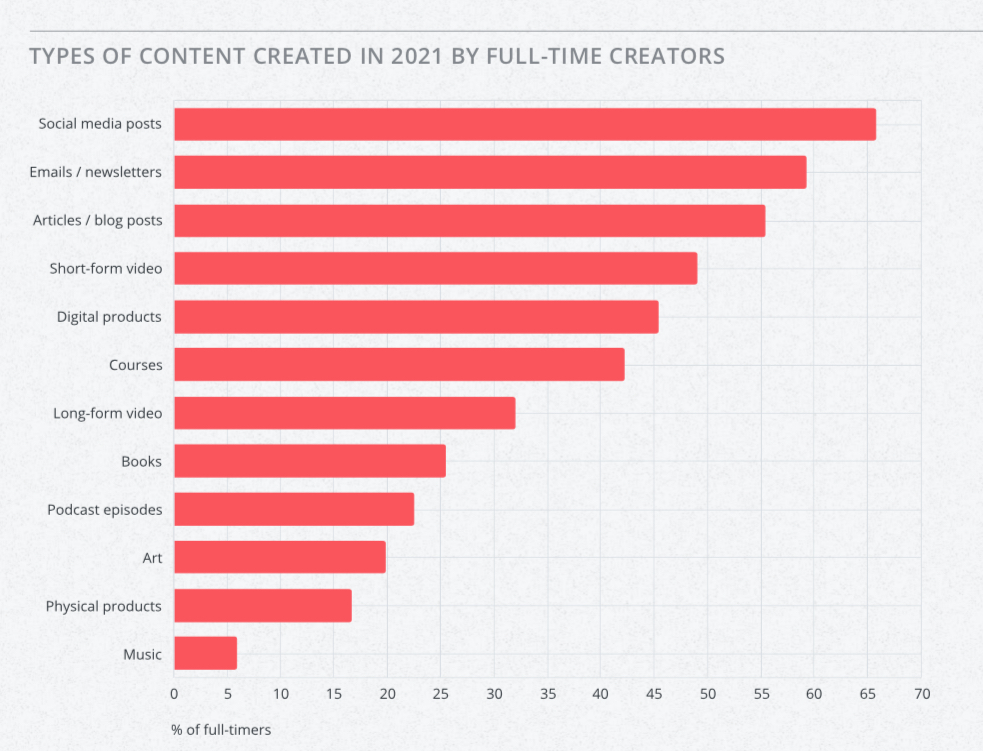 TYPES OF CONTENT CREATED IN 2021 BY FULL-TIME CREATORS
Social media posts
Emails / newsletters
Articles / blog posts
Short-form video
Digital products
Courses
Long-form video
Books
Podcast episodes
Art
Physical products
Music
0 5 10 15 20 25 30 35 40 45 50 55 60 65 70
% of full-timers